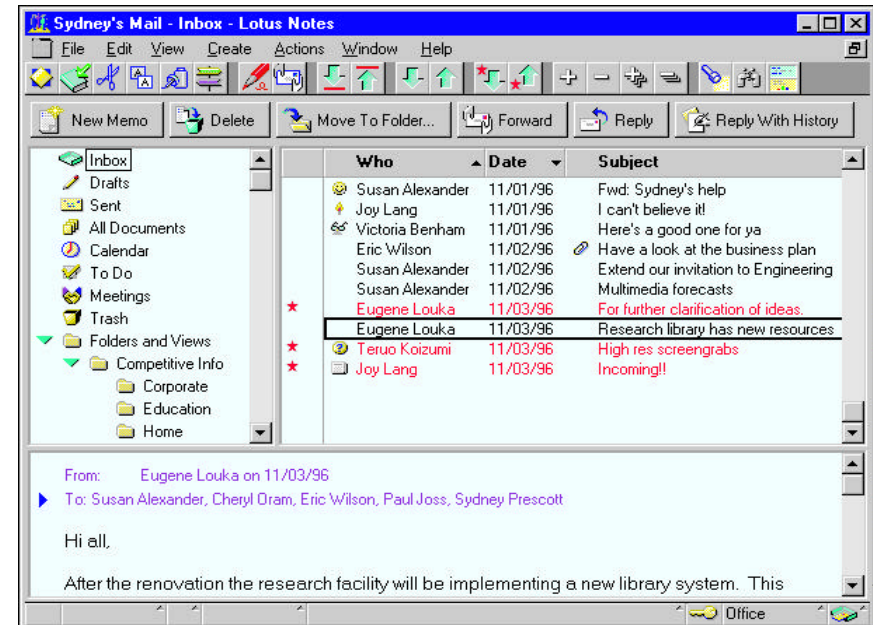 Sydney's Mail - Inbox - Lotus Notes
File Edit View Create Actions Window Help
New Memo Delete Move To Folder... Forward Reply Reply With History
Inbox
Drafts
Sent
All Documents
Calendar
To Do
Meetings
Trash
Folders and Views
Competitive Info
Corporate
Education
Home
Who Date Subject
Susan Alexander 11/01/96 Fwd: Sydney's help
Joy Lang 11/01/96 I can't believe it!
Victoria Benham 11/01/96 Here's a good one for ya
Eric Wilson 11/02/96 Have a look at the business plan
Susan Alexander 11/02/96 Extend our invitation to Engineering
Susan Alexander 11/02/96 Multimedia forecasts
Eugene Louka 11/03/96 For further clarification of ideas.
Eugene Louka 11/03/96 Research library has new resources
Teruo Koizumi 11/03/96 High res screengrabs
Joy Lang 11/03/96 Incoming!!
From: Eugene Louka on 11/03/96
To: Susan Alexander, Cheryl Oram, Eric Wilson, Paul Joss, Sydney Prescott
Hi all,
After the renovation the research facility will be implementing a new library system. This
Office